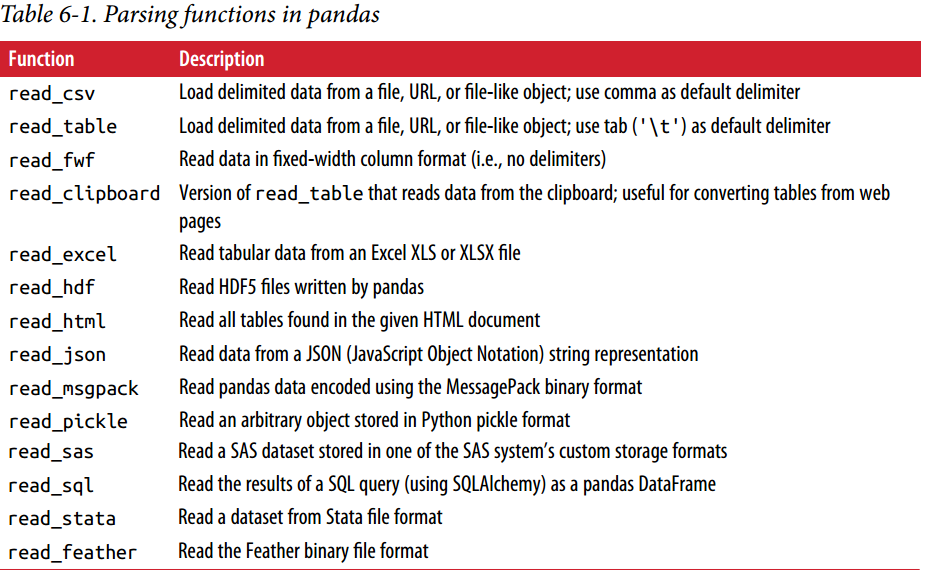 Table 6-1. Parsing functions in pandas
Function Description
read_csv Load delimited data from a file, URL, or file-like object; use comma as default delimiter
read_table Load delimited data from a file, URL, or file-like object; use tab ('\t') as default delimiter
read_fwf Read data in fixed-width column format (i.e., no delimiters)
read_clipboard Version of read_table that reads data from the clipboard; useful for converting tables from web
pages
read_excel Read tabular data from an Excel XLS or XLSX file
read_hdf Read HDF5 files written by pandas
read_html Read all tables found in the given HTML document
read_json Read data from a JSON (JavaScript Object Notation) string representation
read_msgpack Read pandas data encoded using the MessagePack binary format
read_pickle Read an arbitrary object stored in Python pickle format
read_sas Read a SAS dataset stored in one of the SAS system’s custom storage formats
read_sql Read the results of a SQL query (using SQLAlchemy) as a pandas DataFrame
read_stata Read a dataset from Stata file format
read_feather Read the Feather binary file format